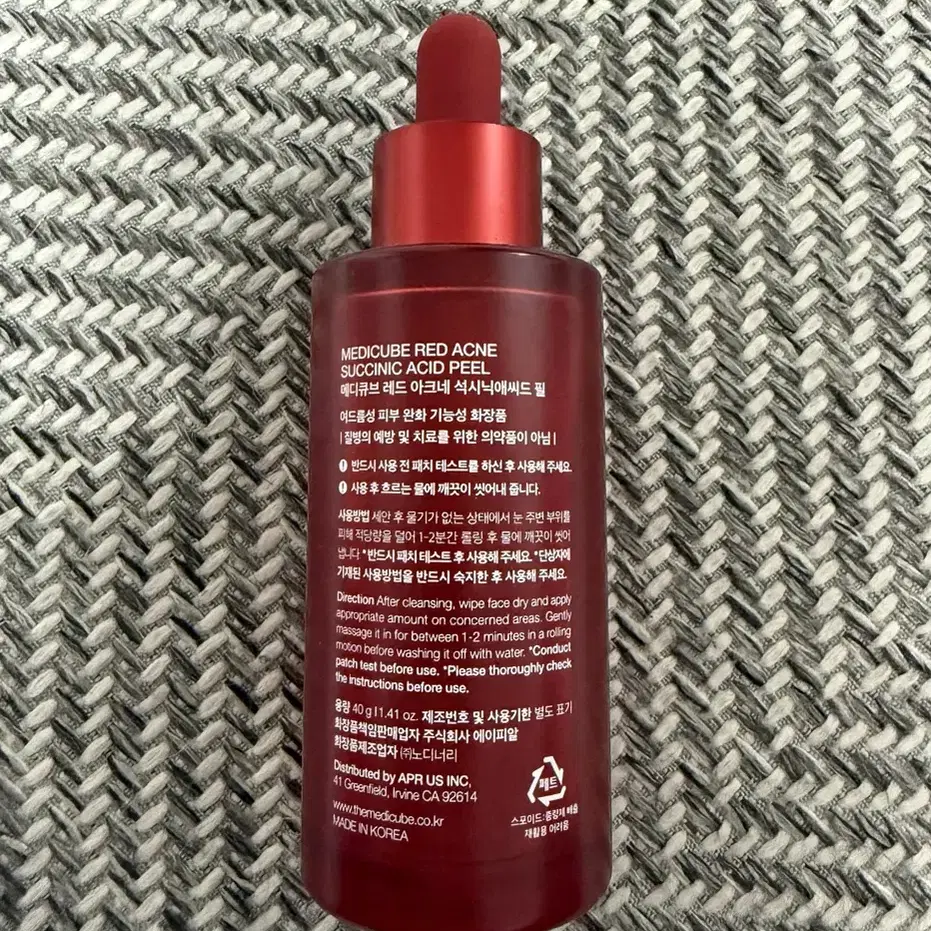 MEDICUBE RED ACNE
SUCCINIC ACID PEEL
메디큐브 레드 아크네 석시닉애씨드 필
여드름성 피부 완화 기능성 화장품
| 질병의 예방 및 치료를 위한 의약품이 아님 |
! 반드시 사용 전 패치 테스트를 하신 후 사용해 주세요.
! 사용 후 흐르는 물에 깨끗이 씻어내 줍니다.
사용방법 세안 후 물기가 없는 상태에서 눈 주변 부위를
피해 적당량을 덜어 1-2분간 롤링 후 물에 깨끗이 씻어
냅니다 *반드시 패치 테스트 후 사용해 주세요. *단상자에
기재된 사용방법을 반드시 숙지한 후 사용해 주세요.
Direction After cleansing, wipe face dry and apply
appropriate amount on concerned areas. Gently
massage it in for between 1-2 minutes in a rolling
motion before washing it off with water. *Conduct
patch test before use. *Please thoroughly check
the instructions before use.
용량 40 g | 1.41 oz. 제조번호 및 사용기한 별도 표기
화장품책임판매업자 주식회사 에이피알
화장품제조업자 ㈜노디너리
Distributed by APR US INC,
41 Greenfield, Irvine CA 92614
www.themedicube.co.kr
MADE IN KOREA
페트
스포이드:중량제 배출
재활용 어려움